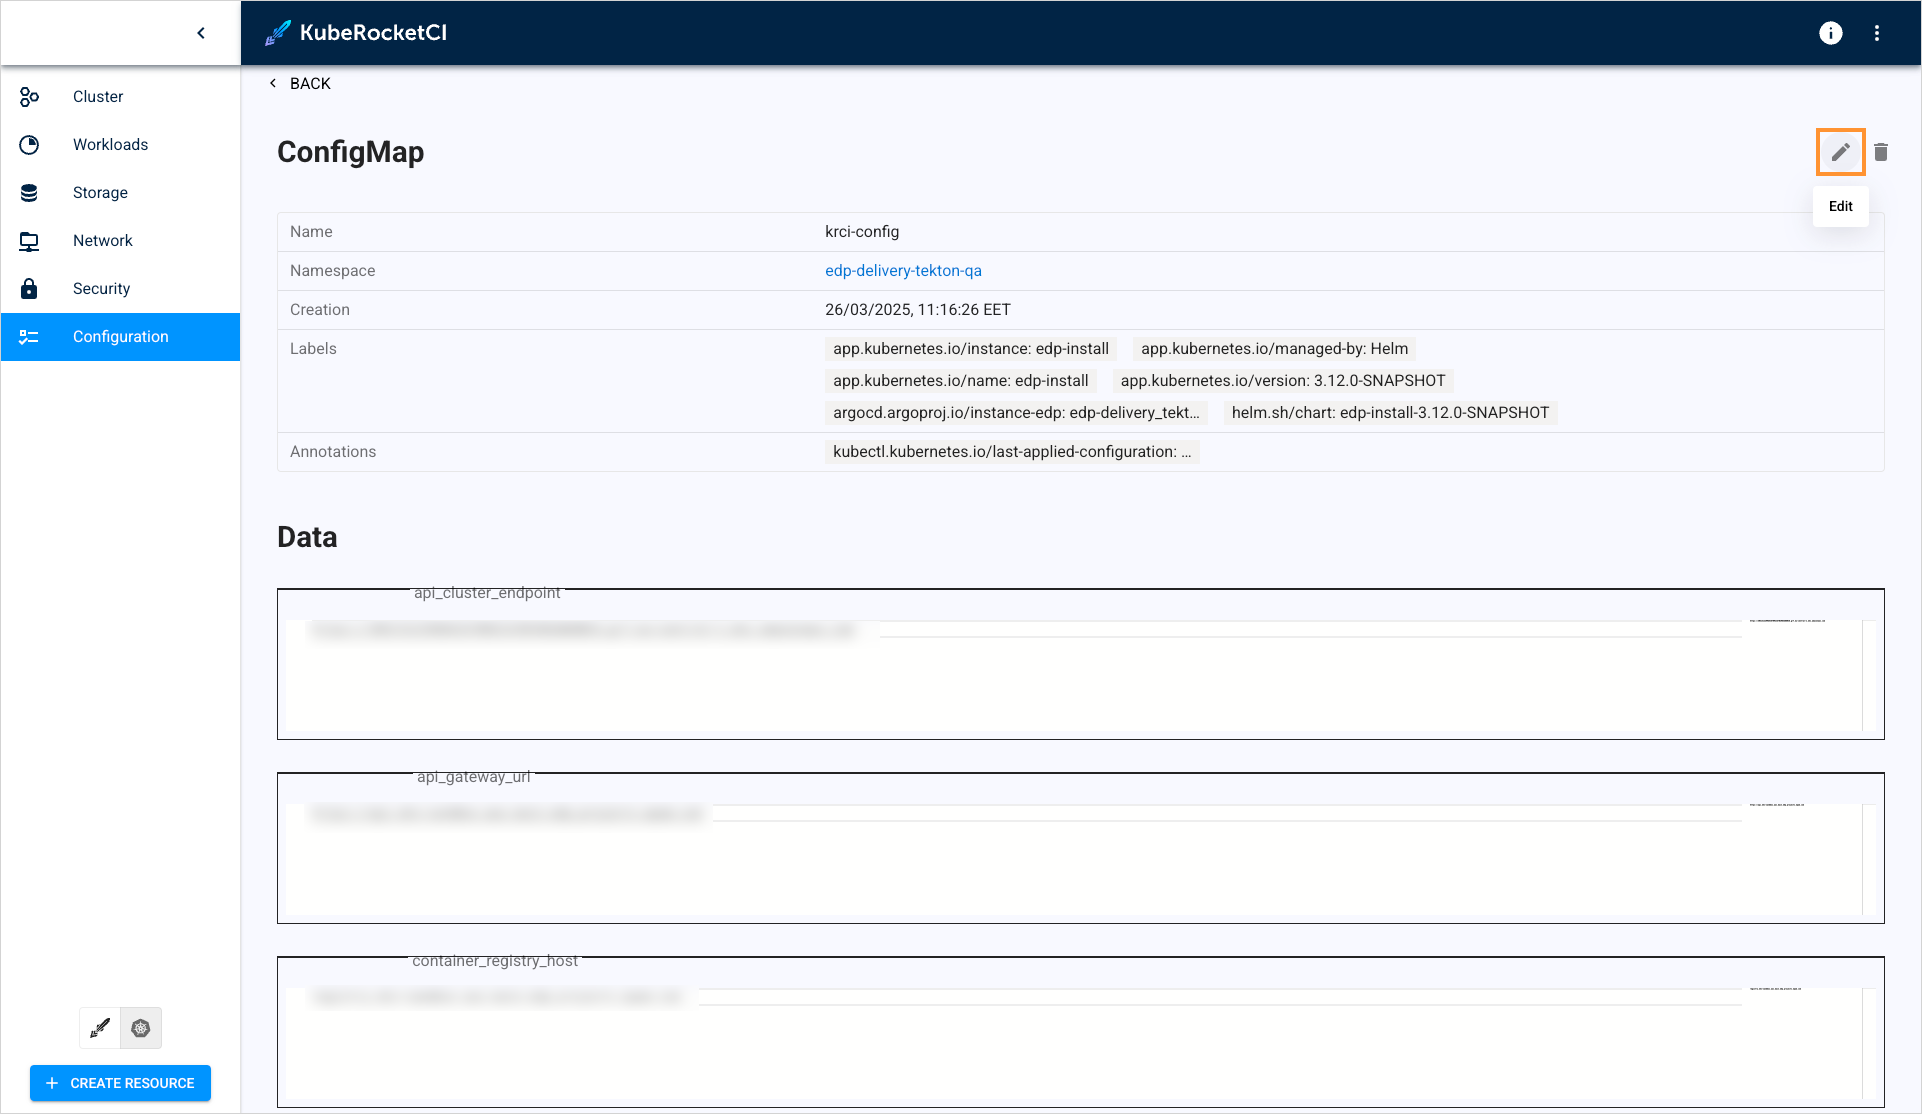 KubeRocketCI
BACK
Cluster
Workloads
Storage
Network
Security
Configuration
ConfigMap
Edit
Name krci-config
Namespace edp-delivery-tekton-qa
Creation 26/03/2025, 11:16:26 EET
Labels app.kubernetes.io/instance: edp-install app.kubernetes.io/managed-by: Helm
app.kubernetes.io/name: edp-install app.kubernetes.io/version: 3.12.0-SNAPSHOT
argocd.argoproj.io/instance-edp: edp-delivery_tekt... helm.sh/chart: edp-install-3.12.0-SNAPSHOT
Annotations kubectl.kubernetes.io/last-applied-configuration: ...
Data
api_cluster_endpoint
api_gateway_url
container_registry_host
CREATE RESOURCE